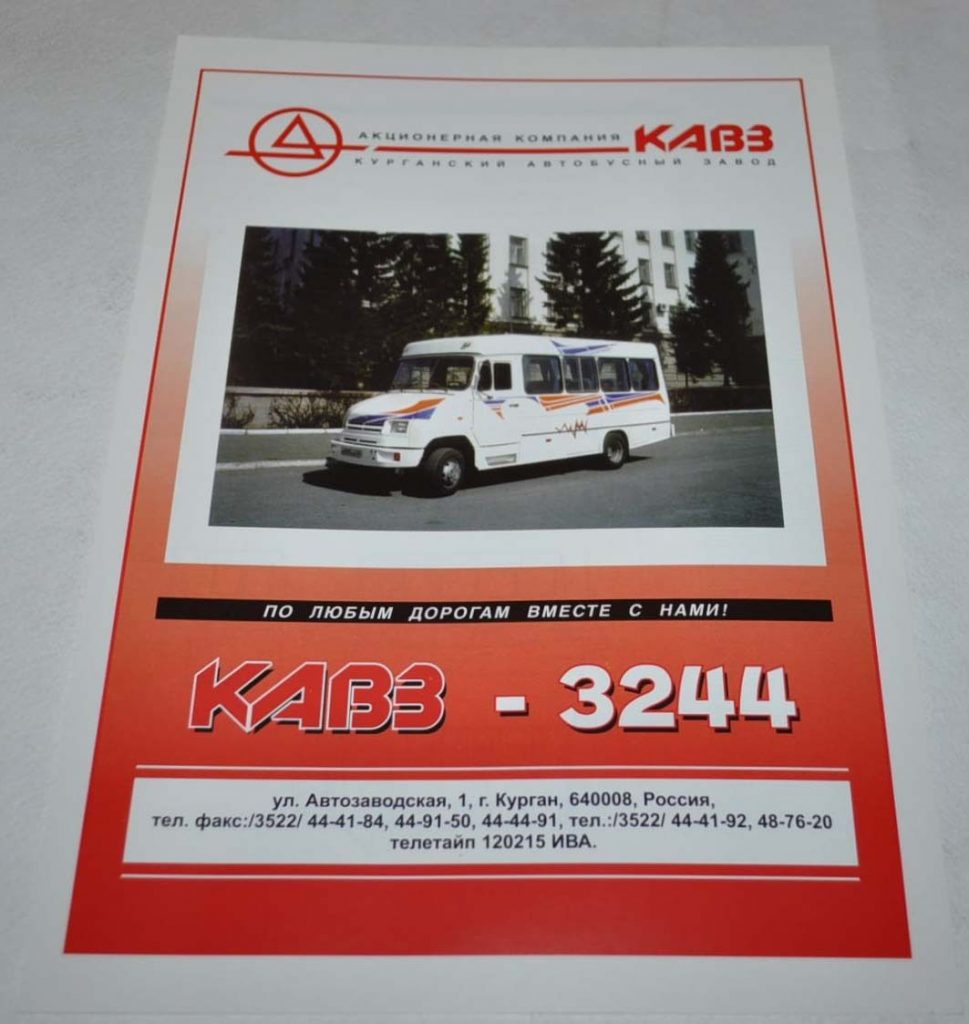 АКЦИОНЕРНАЯ КОМПАНИЯ КАВЗ
КУРГАНСКИЙ АВТОБУСНЫЙ ЗАВОД
ПО ЛЮБЫМ ДОРОГАМ ВМЕСТЕ С НАМИ!
КАВЗ - 3244
ул. Автозаводская, 1, г. Курган, 640008, Россия,
тел. факс:/3522/ 44-41-84, 44-91-50, 44-44-91, тел.:/3522/ 44-41-92, 48-76-20
телетайп 120215 ИВА.